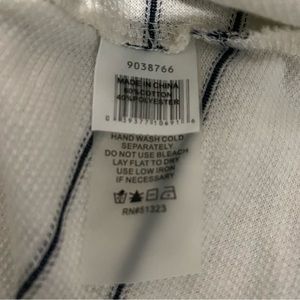 9038766
MADE IN CHINA
60%COTTON
40%POLYESTER
HAND WASH COLD
SEPARATELY
DO NOT USE BLEACH
LAY FLAT TO DRY
USE LOW IRON
IF NECESSARY
RN#51323